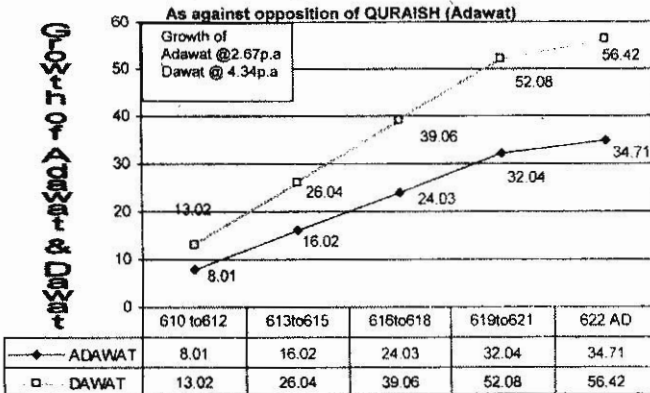 As against opposition of QURAISH (Adawat)
Growth of Adawat & Dawat
Growth of
Adawat @2.67p.a
Dawat @ 4.34p.a
60
50
40
30
20
10
0
13.02
26.04
39.06
52.08
56.42
8.01
16.02
24.03
32.04
34.71
610 to612 613to615 616to618 619to621 622 AD
ADAWAT 8.01 16.02 24.03 32.04 34.71
DAWAT 13.02 26.04 39.06 52.08 56.42